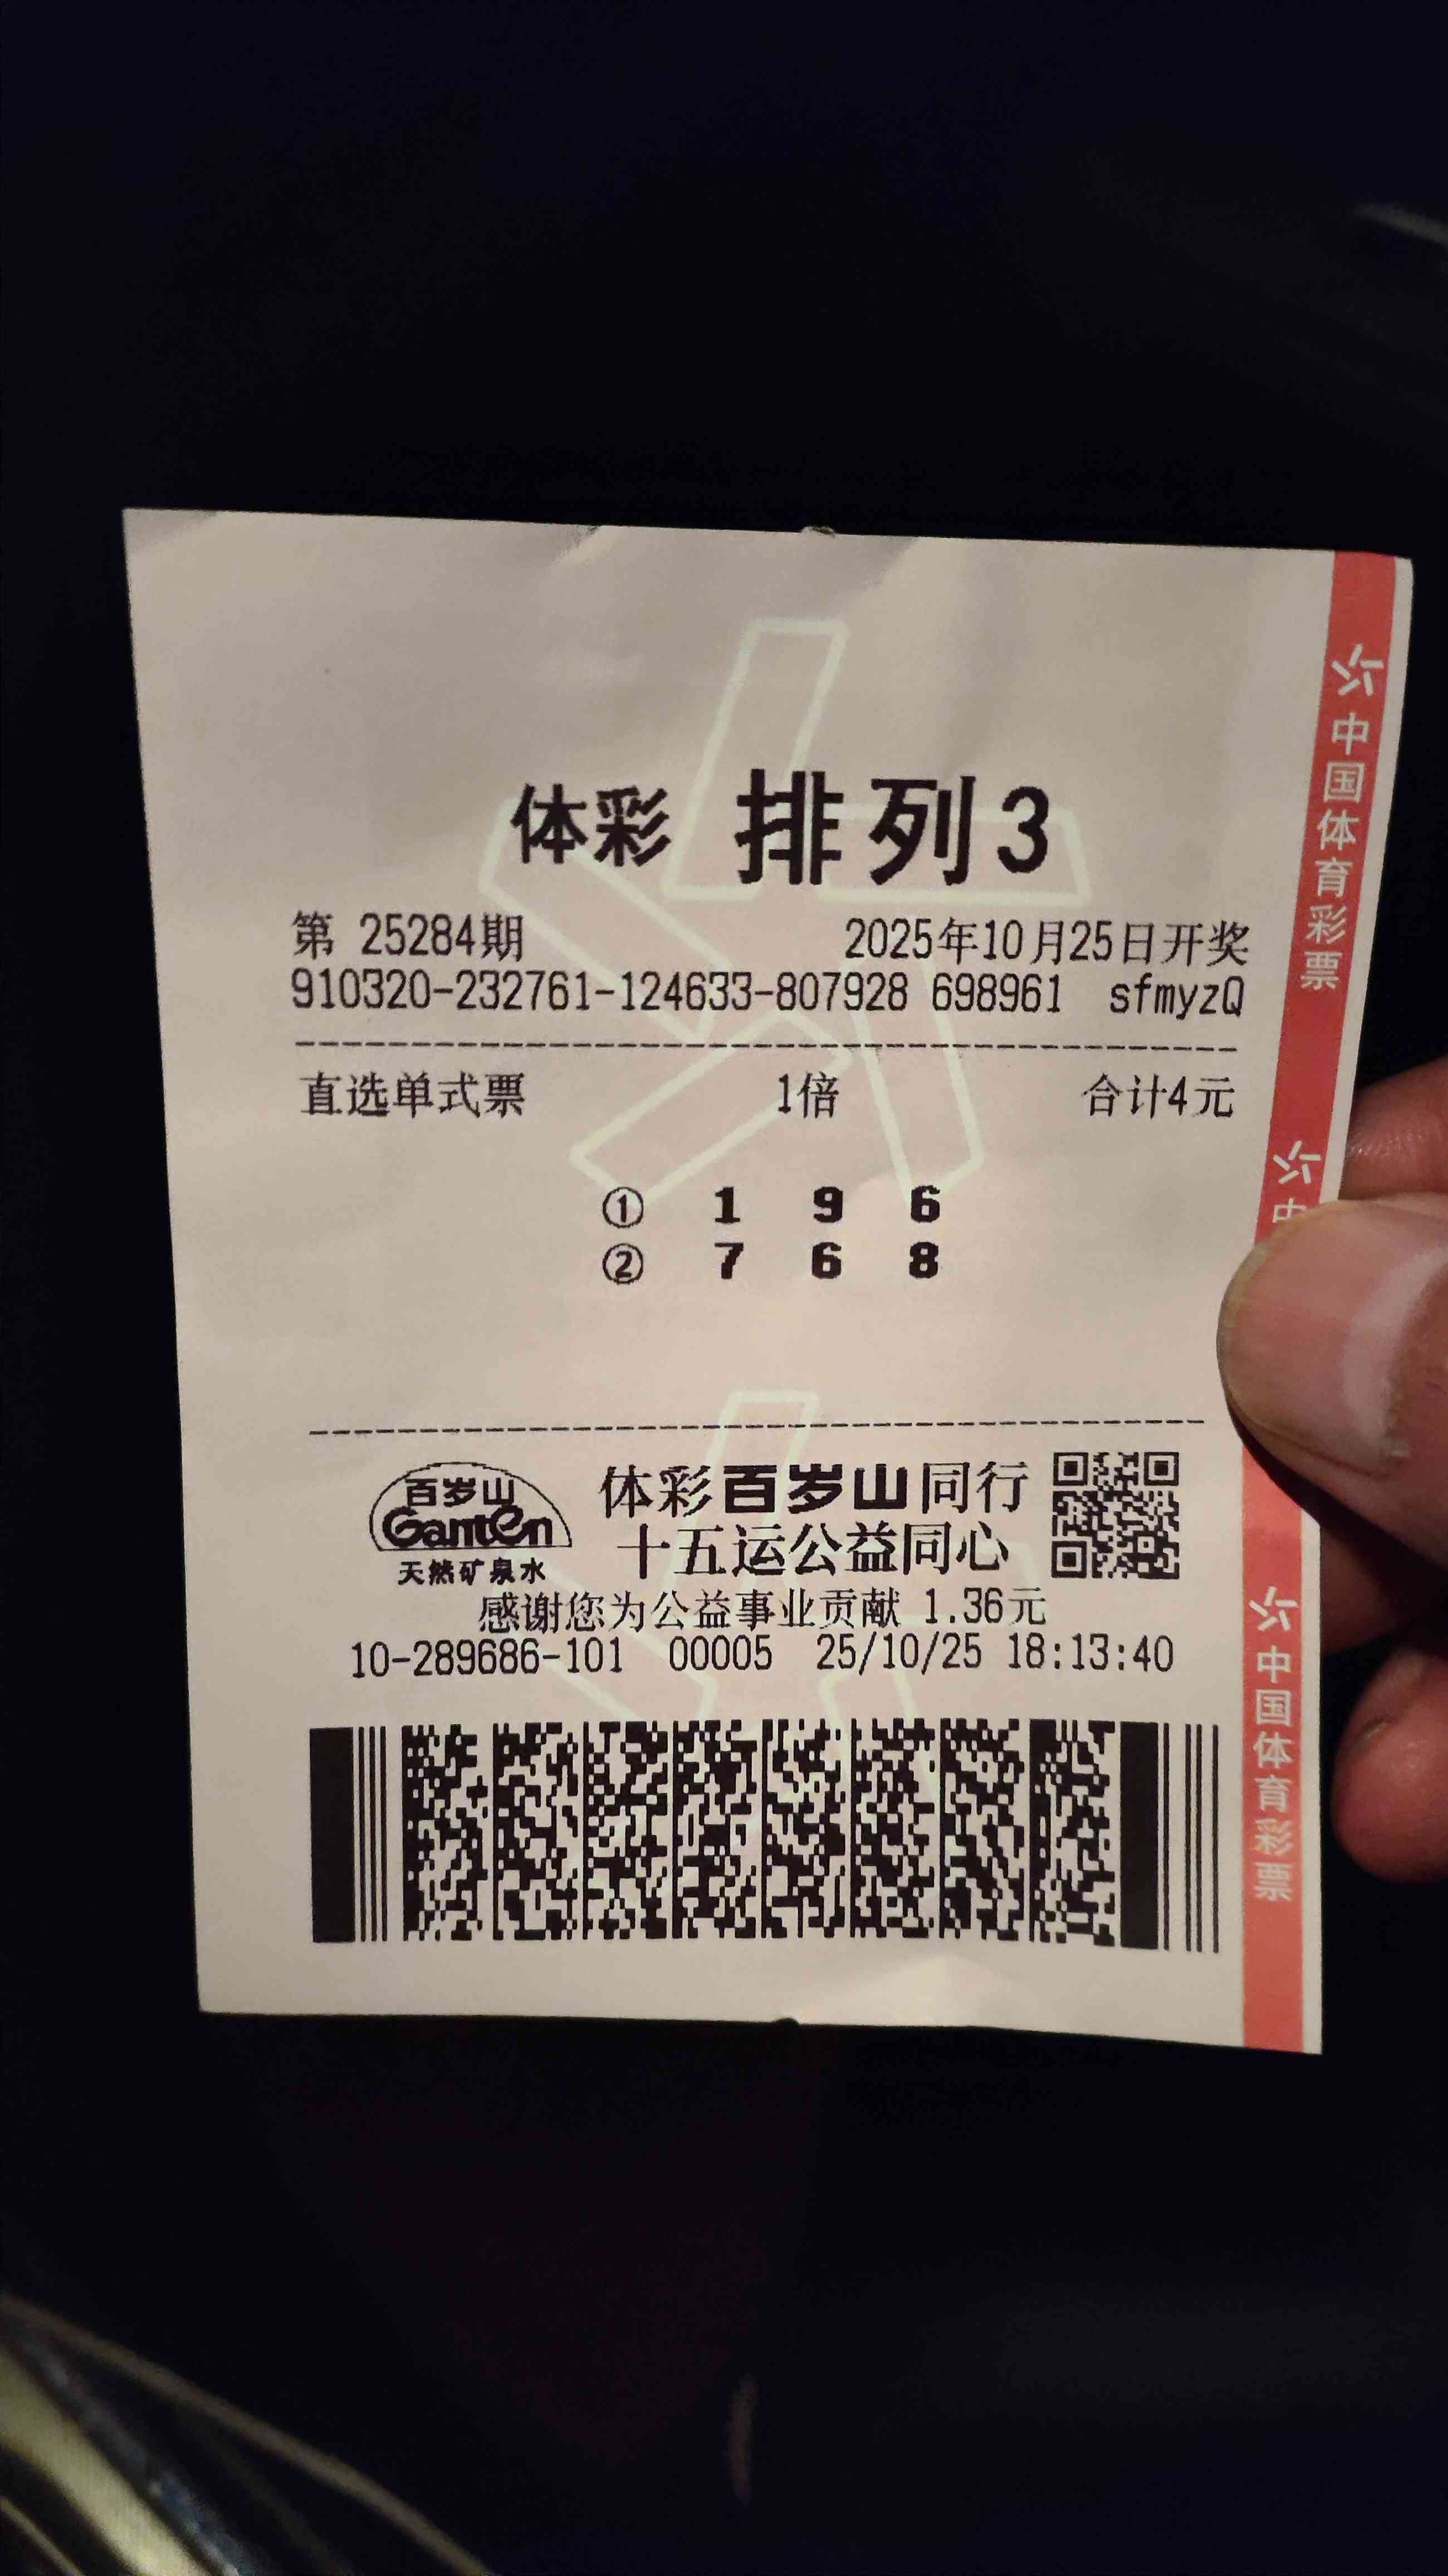 体彩 排列3
第 25284期 2025年10月25日开奖
910320-232761-124633-807928 698961 sfmyzQ
直选单式票 1倍 合计4元
① 1 9 6
② 7 6 8
百岁山
Ganten
天然矿泉水
体彩百岁山同行
十五运公益同心
感谢您为公益事业贡献 1.36元
10-289686-101 00005 25/10/25 18:13:40
中国体育彩票
中
中国体育彩票